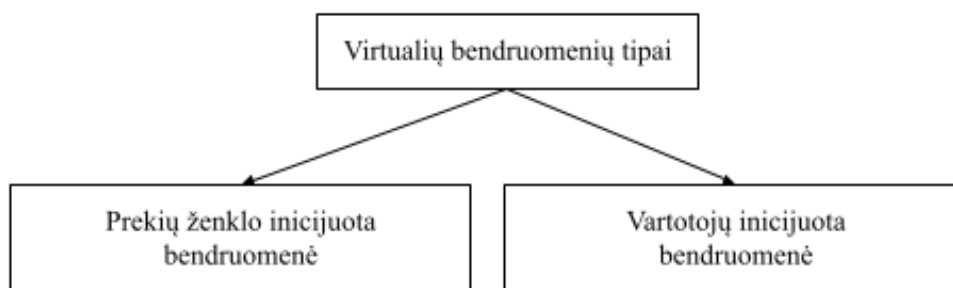 Virtualių bendruomenių tipai
Prekių ženklo inicijuota
bendruomenė
Vartotojų inicijuota
bendruomenė